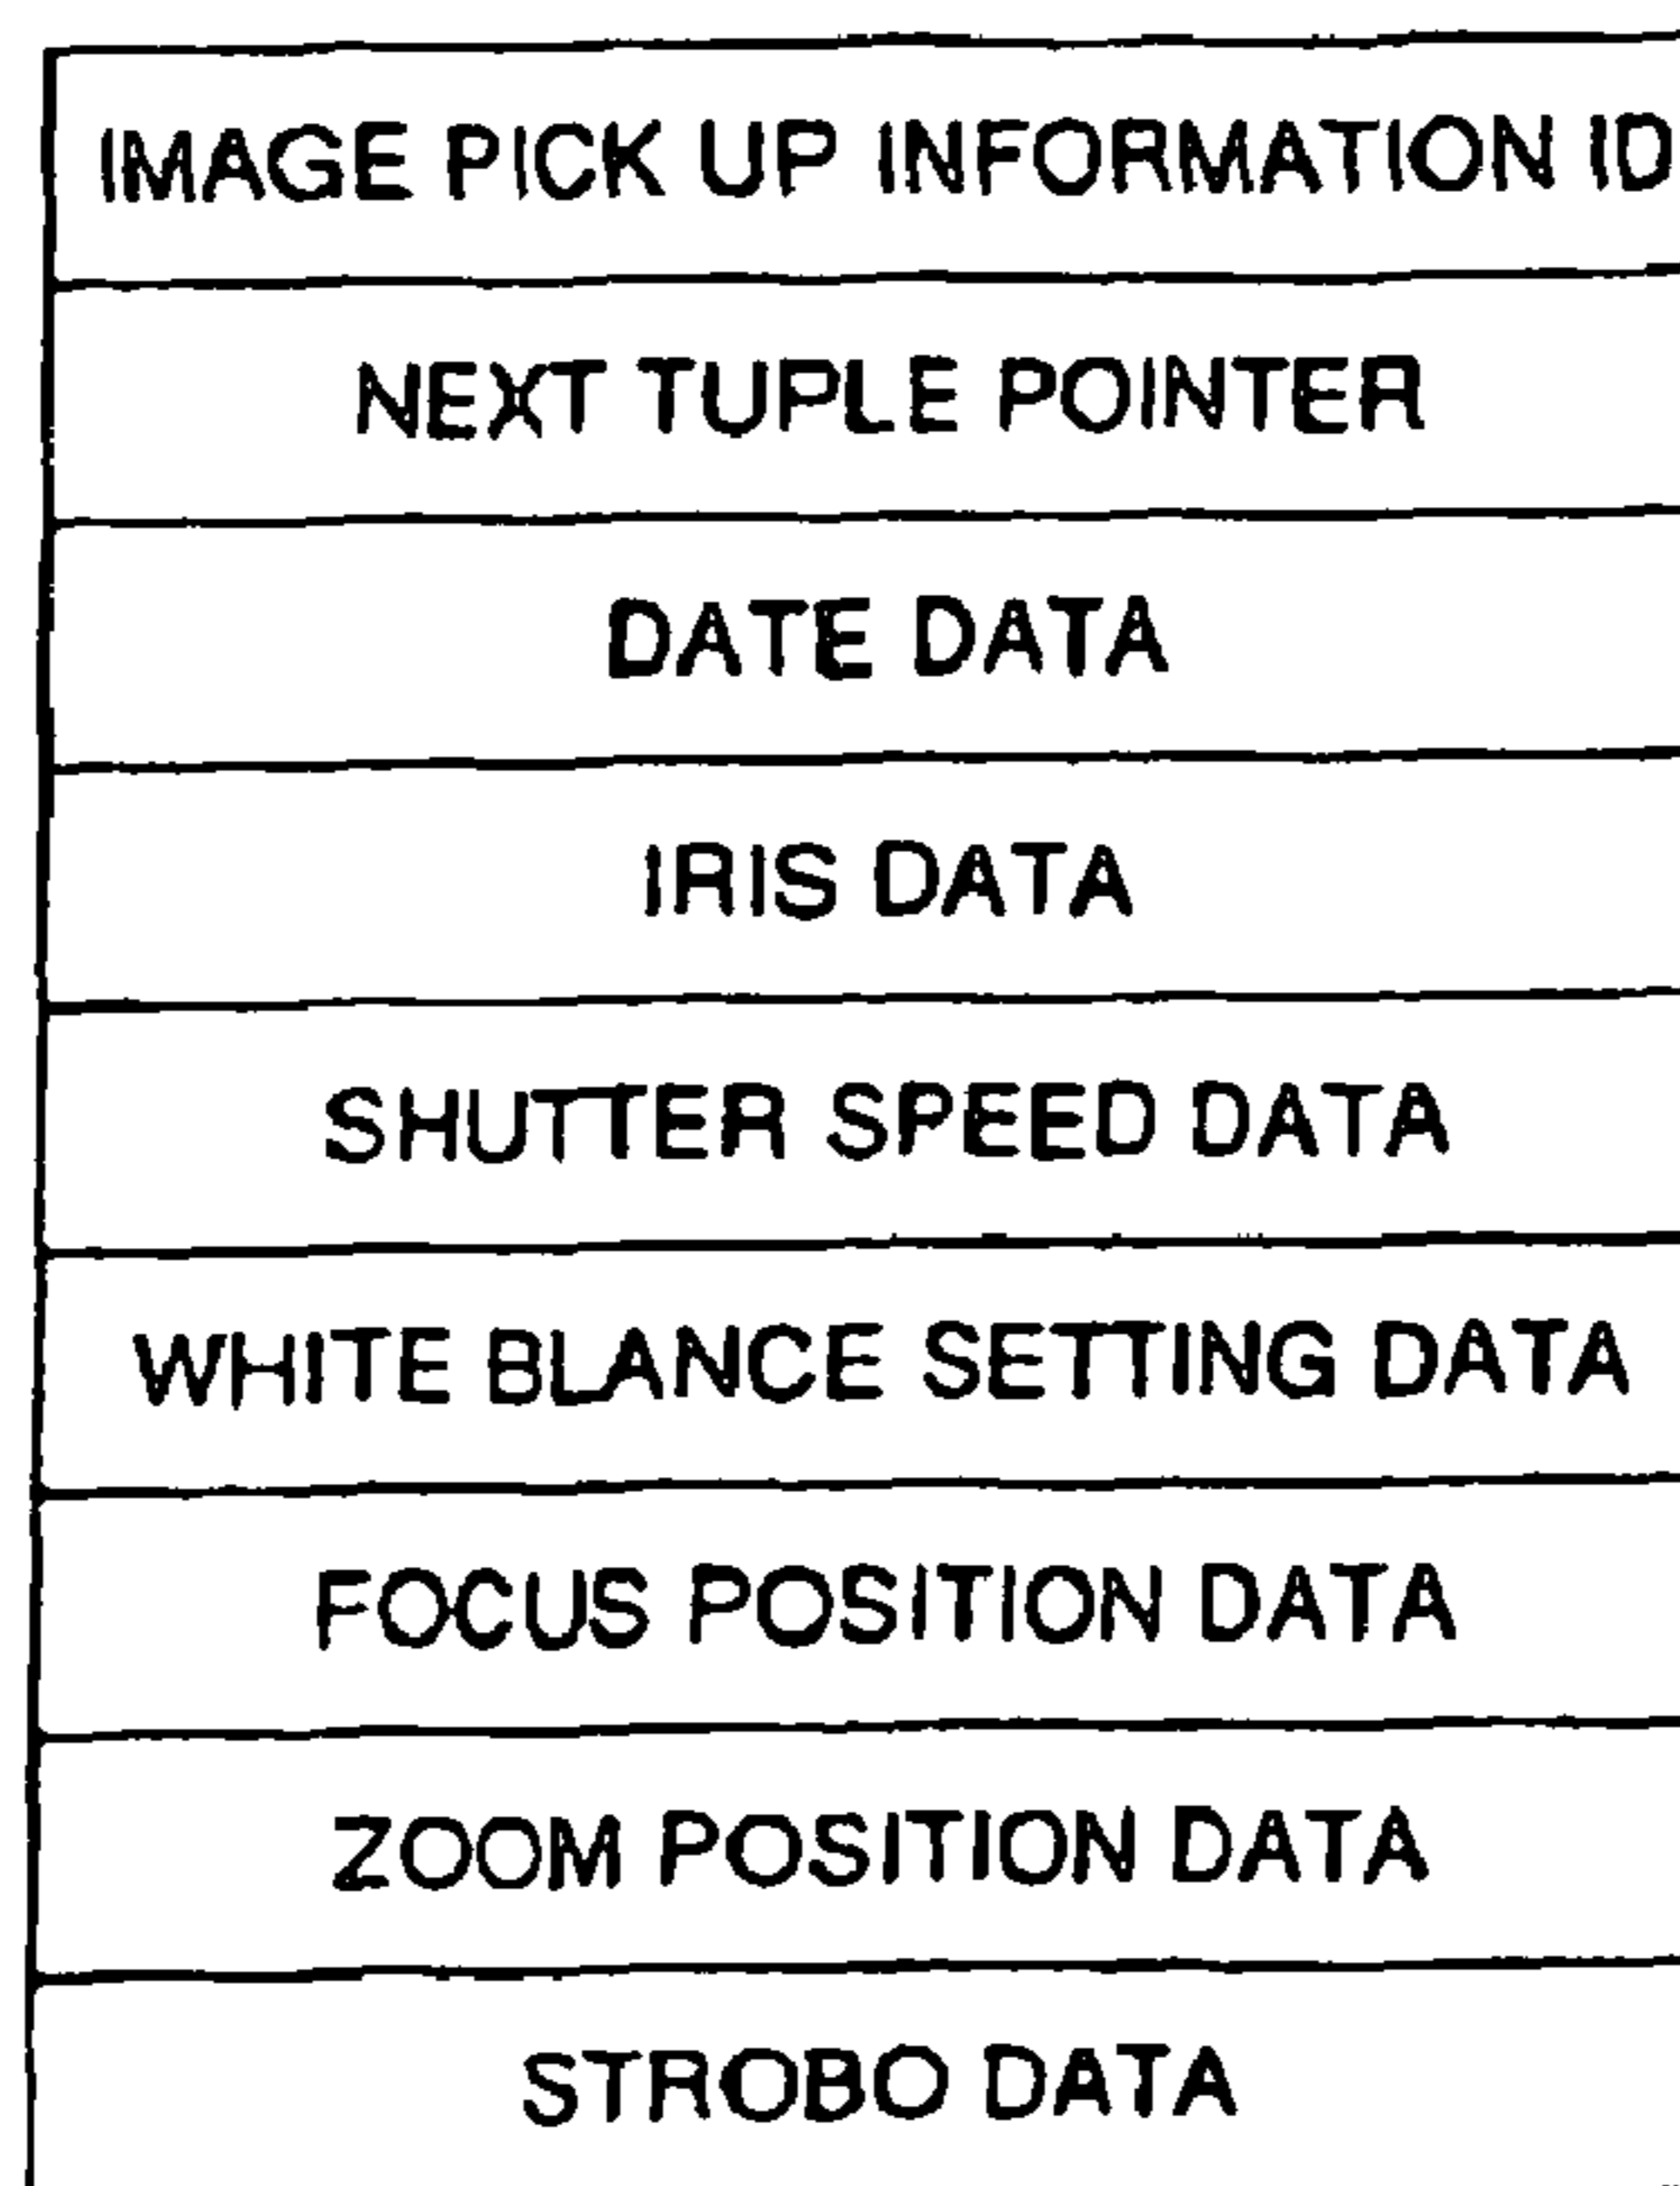 IMAGE PICK UP INFORMATION ID
NEXT TUPLE POINTER
DATE DATA
IRIS DATA
SHUTTER SPEED DATA
WHITE BLANCE SETTING DATA
FOCUS POSITION DATA
ZOOM POSITION DATA
STROBO DATA